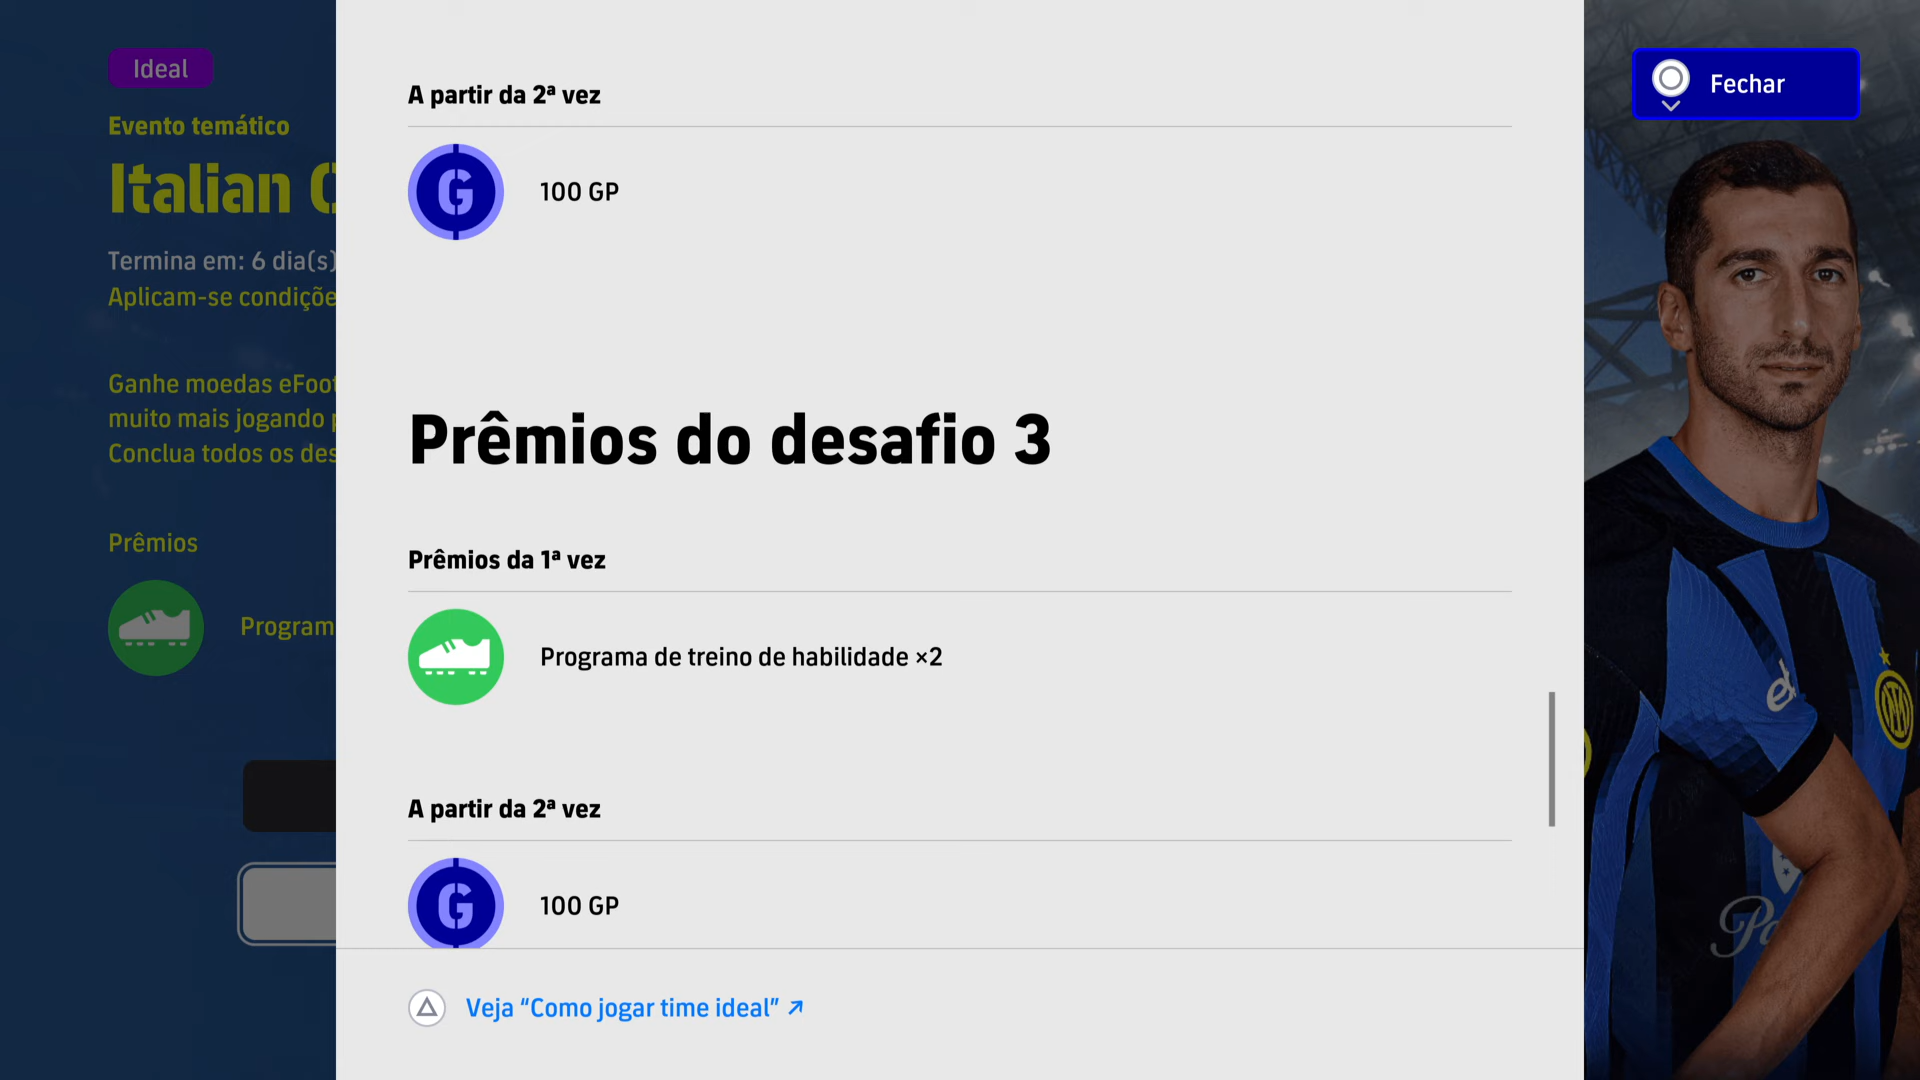 Ideal
Evento temático
Italian
Termina em: 6 dia(s)
Aplicam-se condiçõe
Ganhe moedas eFoot
muito mais jogando
Conclua todos os des
Prêmios
Program
A partir da 2ª vez
G
100 GP
Prêmios do desafio 3
Prêmios da 1ª vez
Programa de treino de habilidade ×2
A partir da 2ª vez
G
100 GP
Veja “Como jogar time ideal” ↗
Fechar